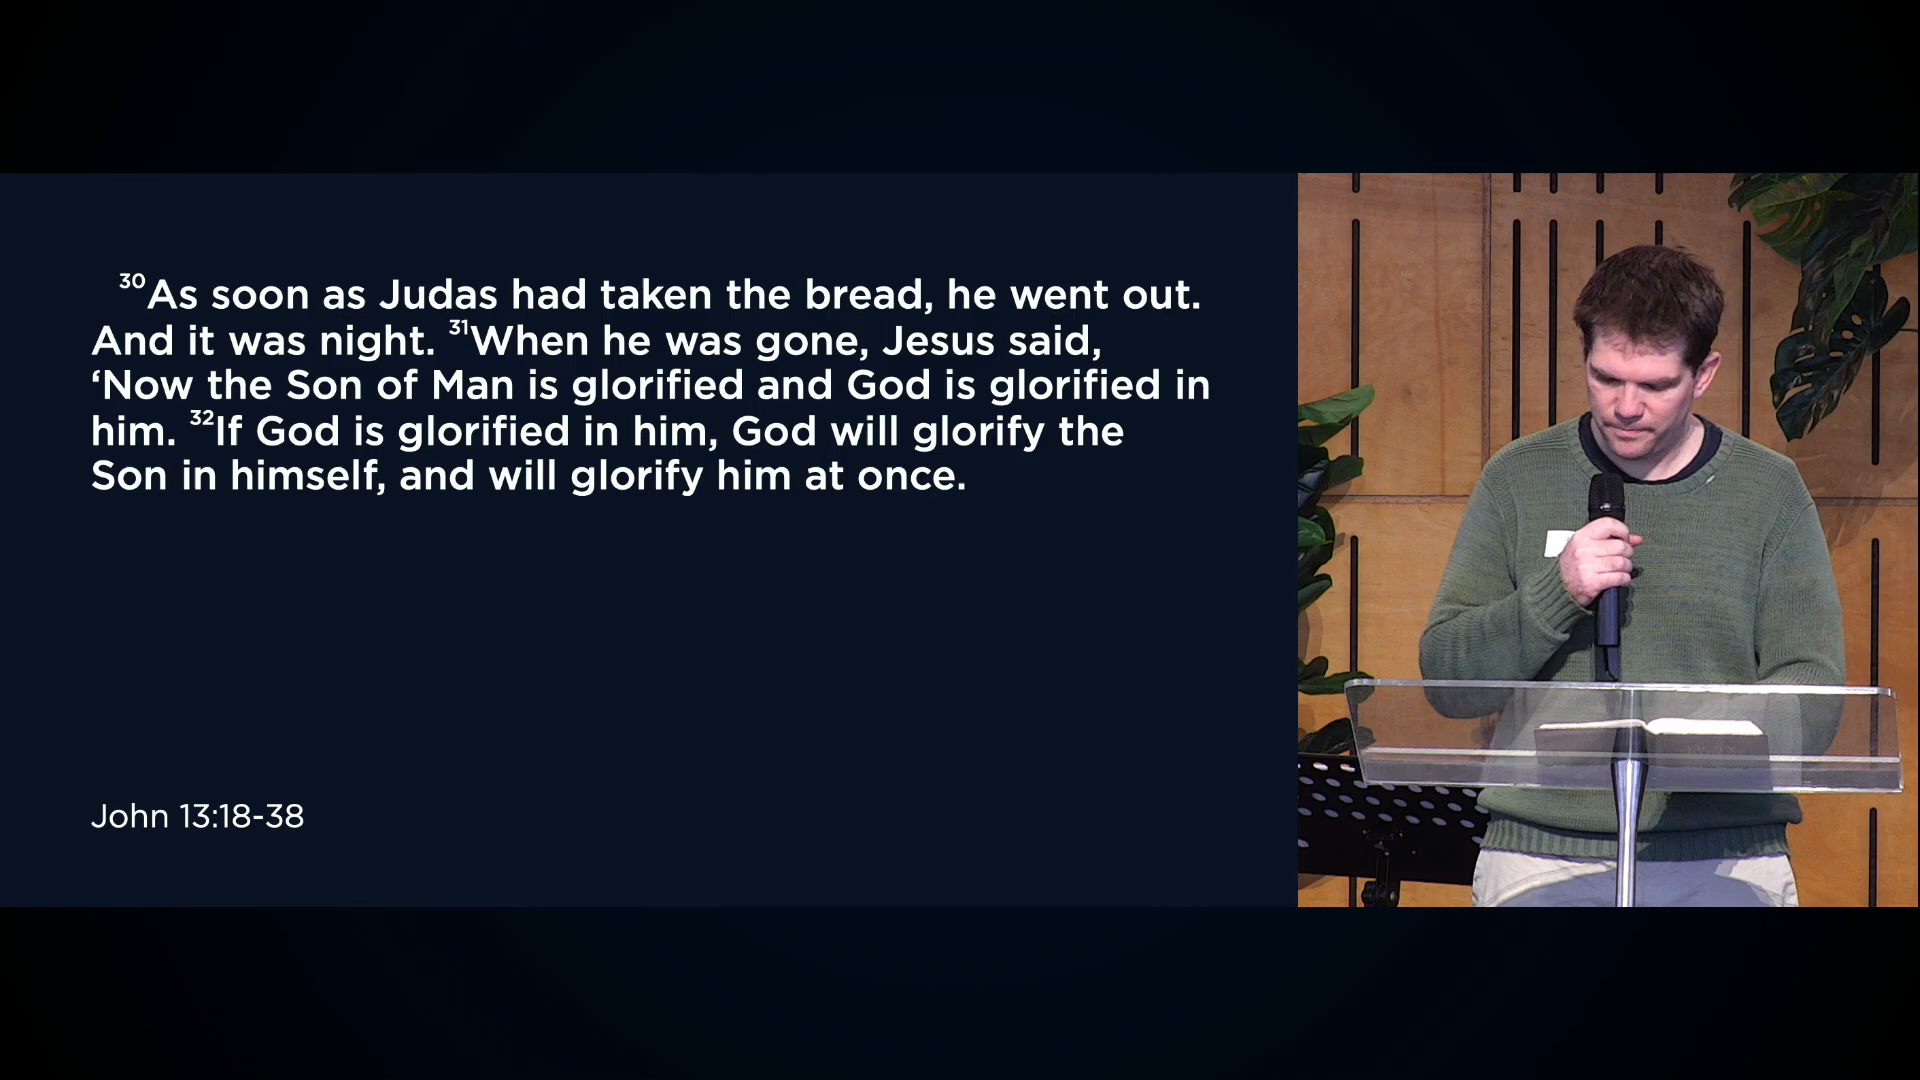 ³⁰As soon as Judas had taken the bread, he went out.
And it was night. ³¹When he was gone, Jesus said,
‘Now the Son of Man is glorified and God is glorified in
him. ³²If God is glorified in him, God will glorify the
Son in himself, and will glorify him at once.
John 13:18-38